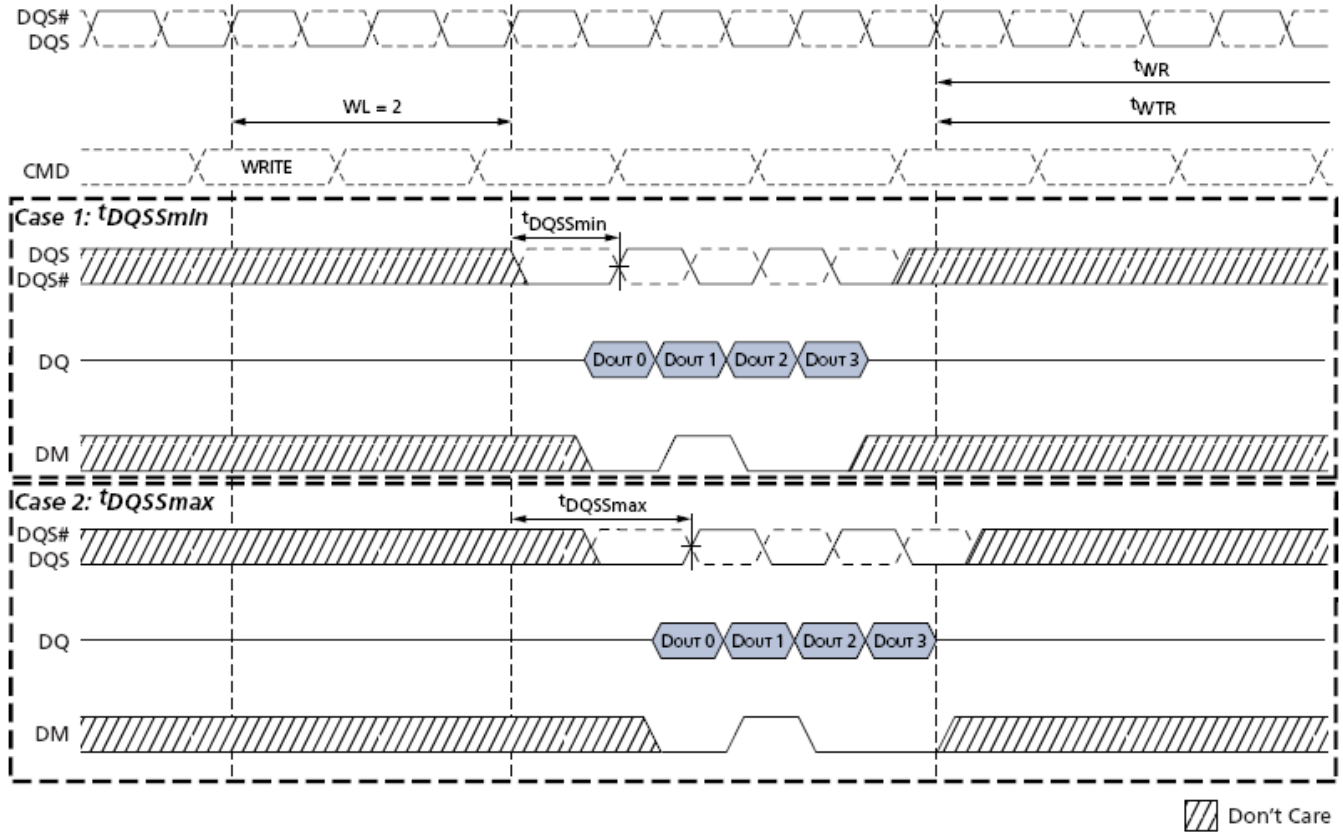 DQS#
DQS
tWR
WL = 2
tWTR
CMD
WRITE
Case 1: tDQSSmin
tDQSSmin
DQS
DQS#
DQ
DOUT 0 DOUT 1 DOUT 2 DOUT 3
DM
Case 2: tDQSSmax
tDQSSmax
DQS#
DQS
DQ
DOUT 0 DOUT 1 DOUT 2 DOUT 3
DM
Don't Care